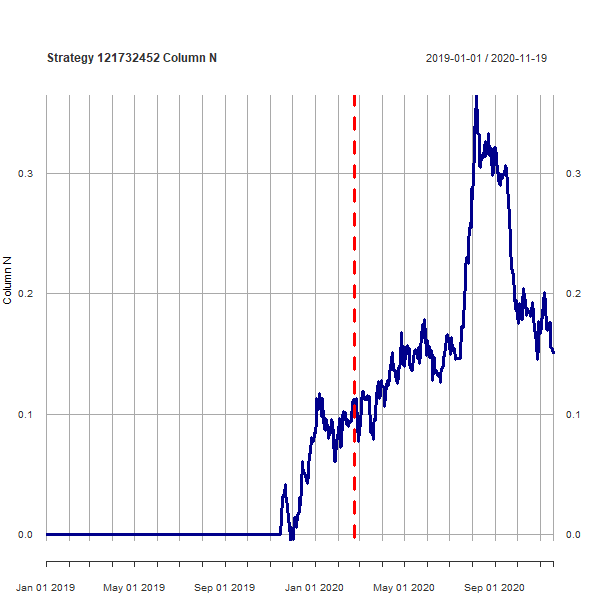 Strategy 121732452 Column N
2019-01-01 / 2020-11-19
0.3
0.3
0.2
0.2
0.1
0.1
0.0
0.0
Column N
Jan 01 2019
May 01 2019
Sep 01 2019
Jan 01 2020
May 01 2020
Sep 01 2020